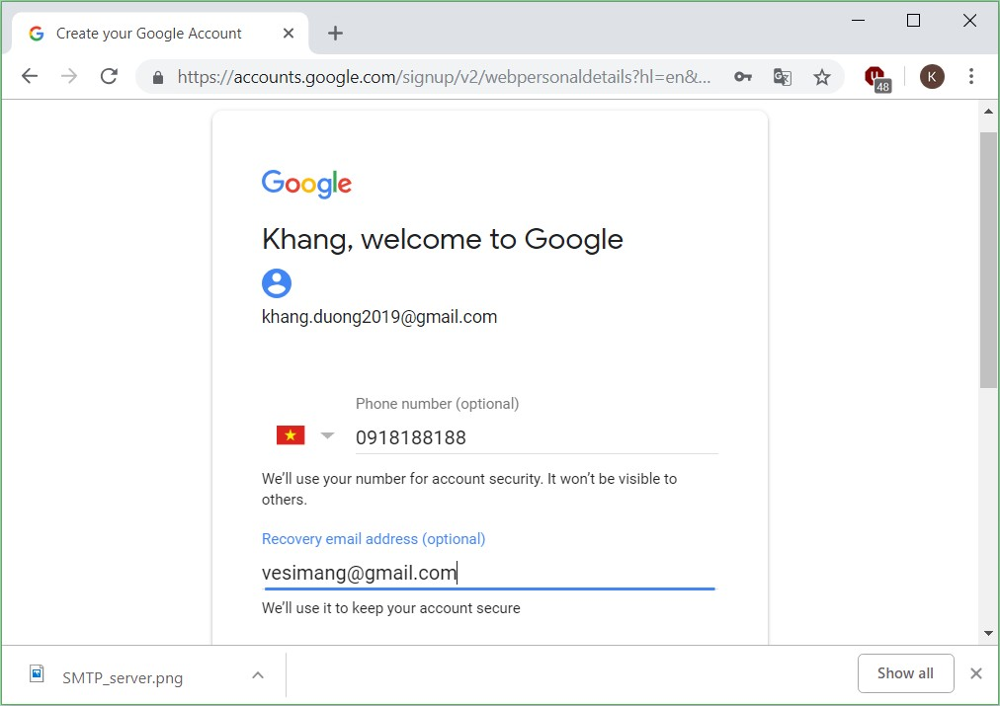 Create your Google Account
https://accounts.google.com/signup/v2/webpersonaldetails?hl=en&...
48
K
Google
Khang, welcome to Google
khang.duong2019@gmail.com
Phone number (optional)
0918188188
We’ll use your number for account security. It won’t be visible to
others.
Recovery email address (optional)
vesimang@gmail.com
We’ll use it to keep your account secure
SMTP_server.png
Show all